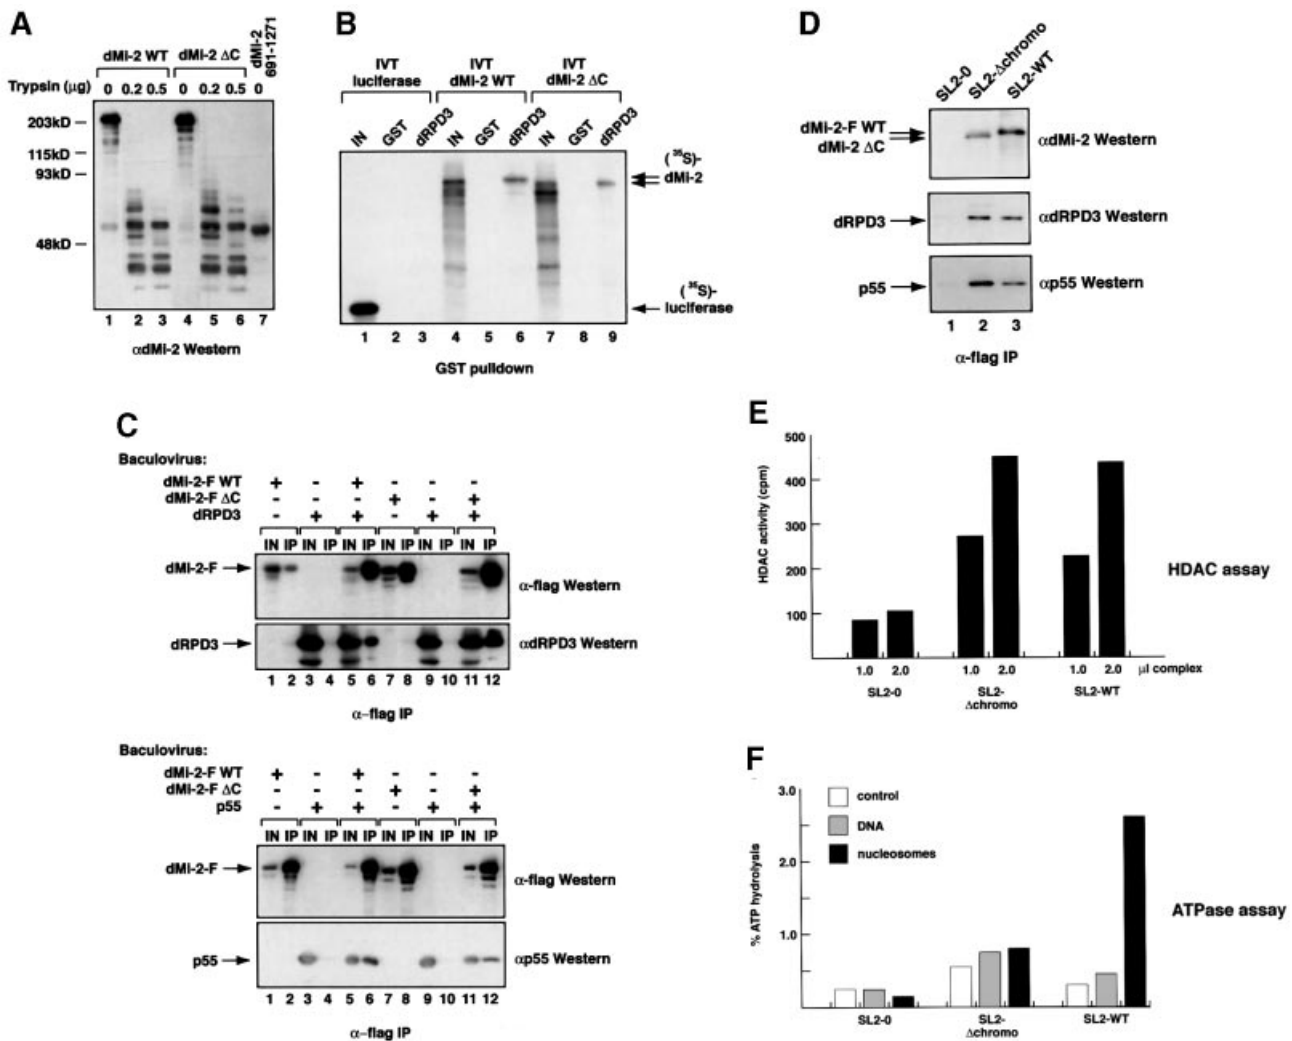 A
dMi-2 WT dMi-2 ΔC dMi-2 691-1271
Trypsin (μg) 0 0.2 0.5 0 0.2 0.5 0
203kD
115kD
93kD
48kD
1 2 3 4 5 6 7
αdMi-2 Western
B
IVT luciferase IVT dMi-2 WT IVT dMi-2 ΔC
IN GST dRPD3 IN GST dRPD3 IN GST dRPD3
(35S)-
dMi-2
(35S)-
luciferase
1 2 3 4 5 6 7 8 9
GST pulldown
D
SL2-0 SL2-Δchromo SL2-WT
dMi-2-F WT
dMi-2 ΔC
αdMi-2 Western
dRPD3 αdRPD3 Western
p55 αp55 Western
1 2 3
α-flag IP
C
Baculovirus:
dMi-2-F WT + - + - - -
dMi-2-F ΔC - - - + - +
dRPD3 - + + - + +
IN IP IN IP IN IP IN IP IN IP IN IP
dMi-2-F α-flag Western
dRPD3 αdRPD3 Western
1 2 3 4 5 6 7 8 9 10 11 12
α-flag IP
Baculovirus:
dMi-2-F WT + - + - - -
dMi-2-F ΔC - - - + - +
p55 - + + - + +
IN IP IN IP IN IP IN IP IN IP IN IP
dMi-2-F α-flag Western
p55 αp55 Western
1 2 3 4 5 6 7 8 9 10 11 12
α-flag IP
E
HDAC activity (cpm)
500
400
300
200
100
1.0 2.0 1.0 2.0 1.0 2.0 μl complex
SL2-0 SL2-Δchromo SL2-WT
HDAC assay
F
% ATP hydrolysis
3.0
2.0
1.0
control
DNA
nucleosomes
SL2-0 SL2-Δchromo SL2-WT
ATPase assay